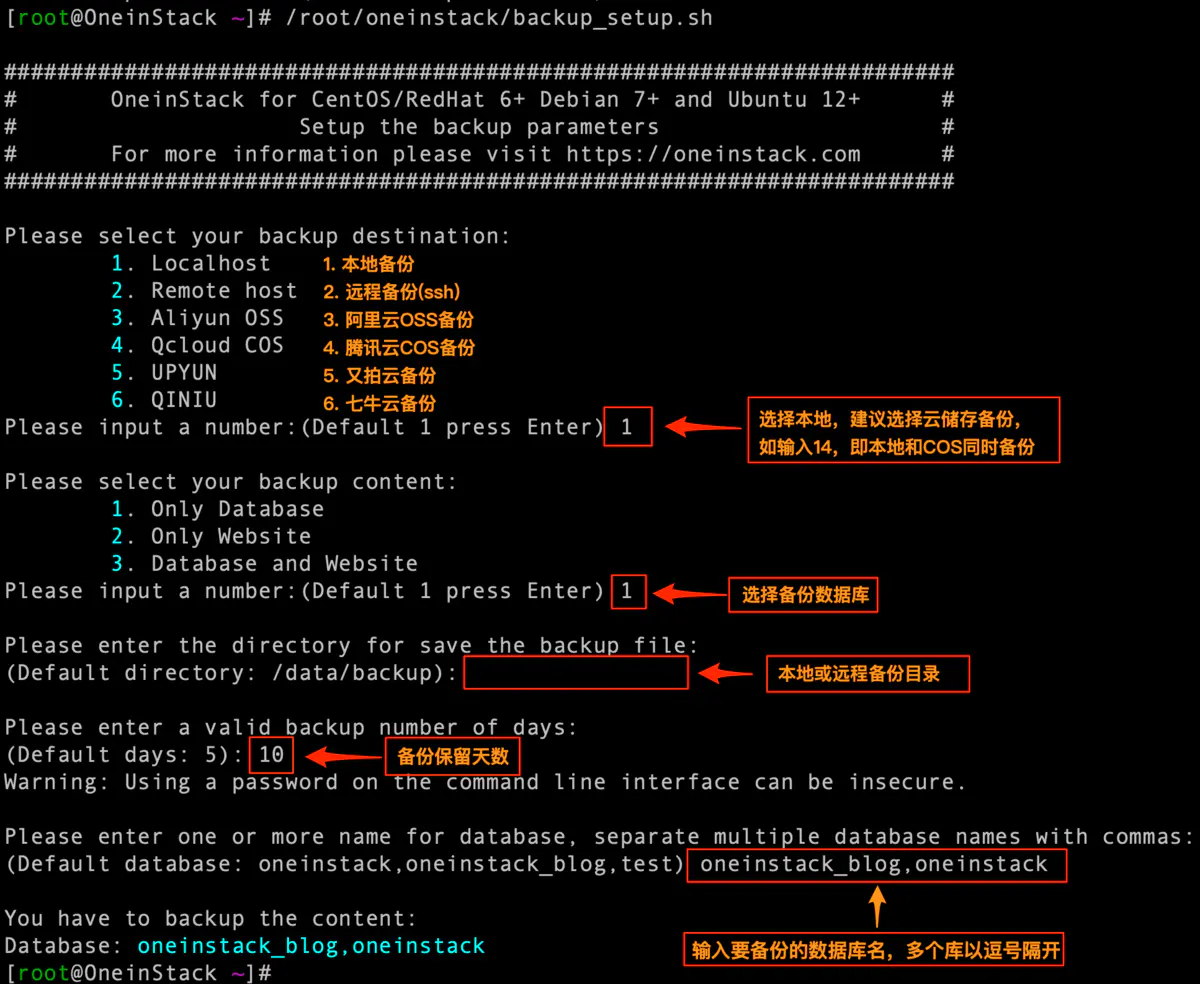 [root@OneinStack ~]# /root/oneinstack/backup_setup.sh
#######################################################################
# OneinStack for CentOS/RedHat 6+ Debian 7+ and Ubuntu 12+ #
# Setup the backup parameters #
# For more information please visit https://oneinstack.com #
#######################################################################
Please select your backup destination:
1. Localhost 1. 本地备份
2. Remote host 2. 远程备份(ssh)
3. Aliyun OSS 3. 阿里云OSS备份
4. Qcloud COS 4. 腾讯云COS备份
5. UPYUN 5. 又拍云备份
6. QINIU 6. 七牛云备份
Please input a number:(Default 1 press Enter) 1
选择本地，建议选择云储存备份，
如输入14，即本地和COS同时备份
Please select your backup content:
1. Only Database
2. Only Website
3. Database and Website
Please input a number:(Default 1 press Enter) 1 选择备份数据库
Please enter the directory for save the backup file:
(Default directory: /data/backup): 本地或远程备份目录
Please enter a valid backup number of days:
(Default days: 5): 10 备份保留天数
Warning: Using a password on the command line interface can be insecure.
Please enter one or more name for database, separate multiple database names with commas:
(Default database: oneinstack,oneinstack_blog,test) oneinstack_blog,oneinstack
You have to backup the content:
Database: oneinstack_blog,oneinstack
输入要备份的数据库名，多个库以逗号隔开
[root@OneinStack ~]#